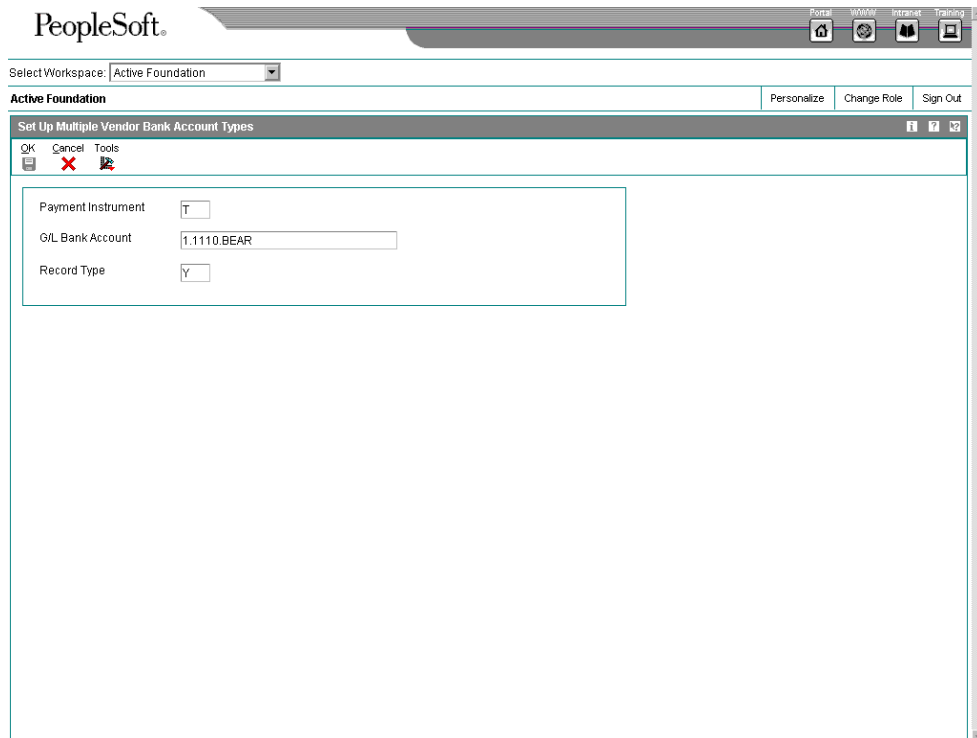 PeopleSoft®
Portal WWW Intranet Training
Select Workspace: Active Foundation
Active Foundation Personalize Change Role Sign Out
Set Up Multiple Vendor Bank Account Types
OK Cancel Tools
Payment Instrument T
G/L Bank Account 1.1110.BEAR
Record Type Y